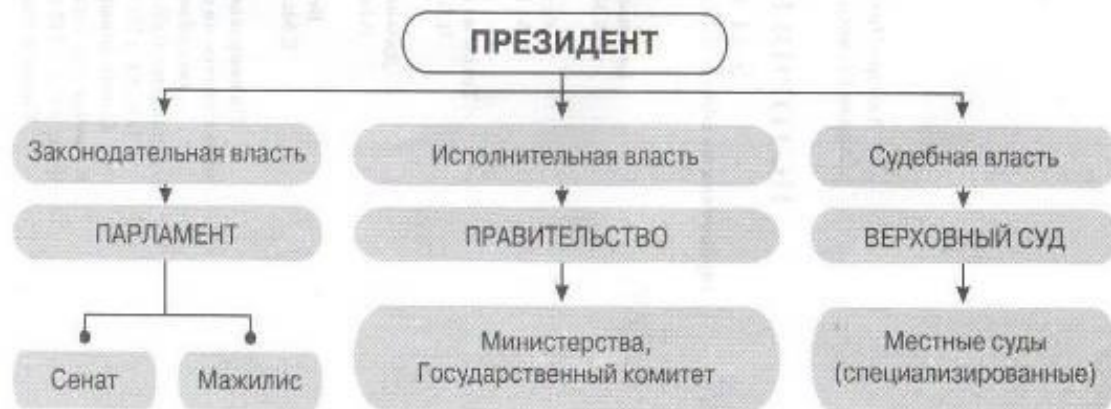 ПРЕЗИДЕНТ
Законодательная власть
Исполнительная власть
Судебная власть
ПАРЛАМЕНТ
ПРАВИТЕЛЬСТВО
ВЕРХОВНЫЙ СУД
Сенат
Мажилис
Министерства,
Государственный комитет
Местные суды
(специализированные)